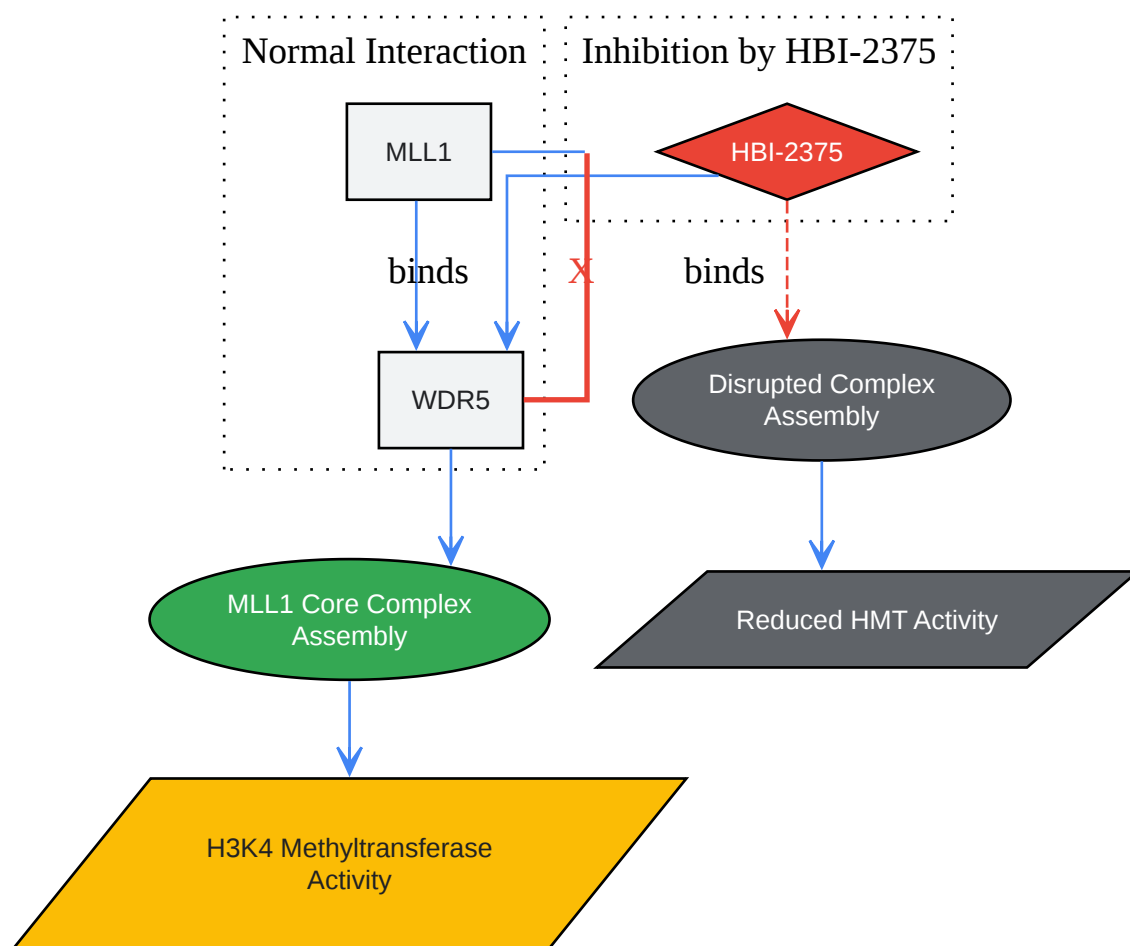 Normal Interaction
Inhibition by HBI-2375
MLL1
HBI-2375
binds
X
binds
WDR5
Disrupted Complex
Assembly
MLL1 Core Complex
Assembly
Reduced HMT Activity
H3K4 Methyltransferase
Activity